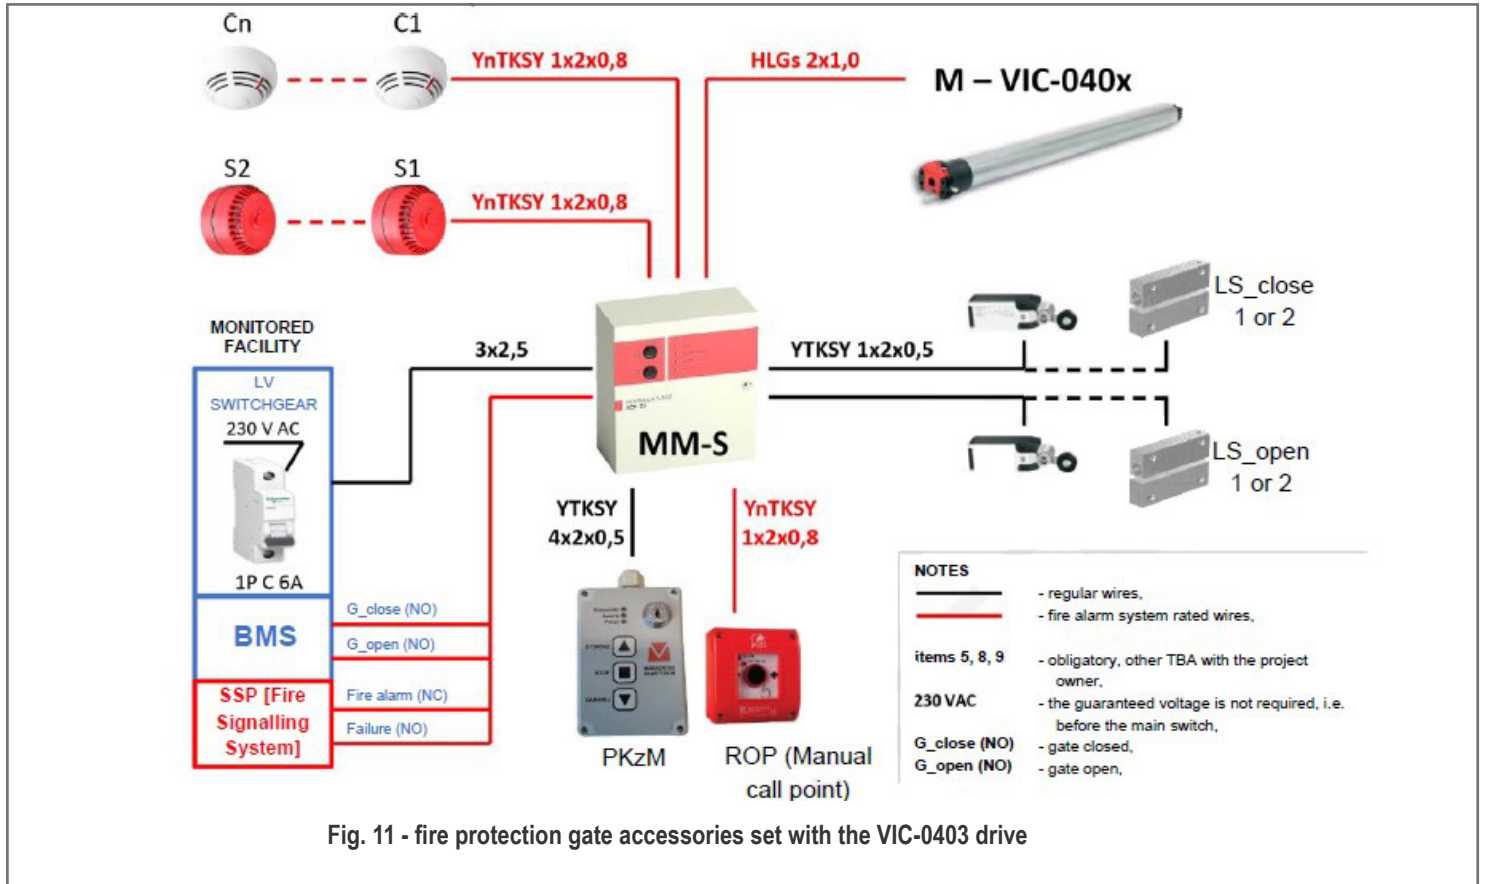 Cn
C1
YnTKSY 1x2x0,8
HLGs 2x1,0
M – VIC-040x
S2
S1
YnTKSY 1x2x0,8
MONITORED
FACILITY
LV
SWITCHGEAR
230 V AC
1P C 6A
3x2,5
YTKSY 1x2x0,5
LS_close
1 or 2
MM-S
LS_open
1 or 2
YTKSY
4x2x0,5
YnTKSY
1x2x0,8
BMS
G_close (NO)
G_open (NO)
SSP [Fire
Signalling
System]
Fire alarm (NC)
Failure (NO)
STOP
PKzM
ROP (Manual
call point)
NOTES
- regular wires,
- fire alarm system rated wires,
items 5, 8, 9 - obligatory, other TBA with the project
owner,
230 VAC - the guaranteed voltage is not required, i.e.
before the main switch,
G_close (NO) - gate closed,
G_open (NO) - gate open,
Fig. 11 - fire protection gate accessories set with the VIC-0403 drive